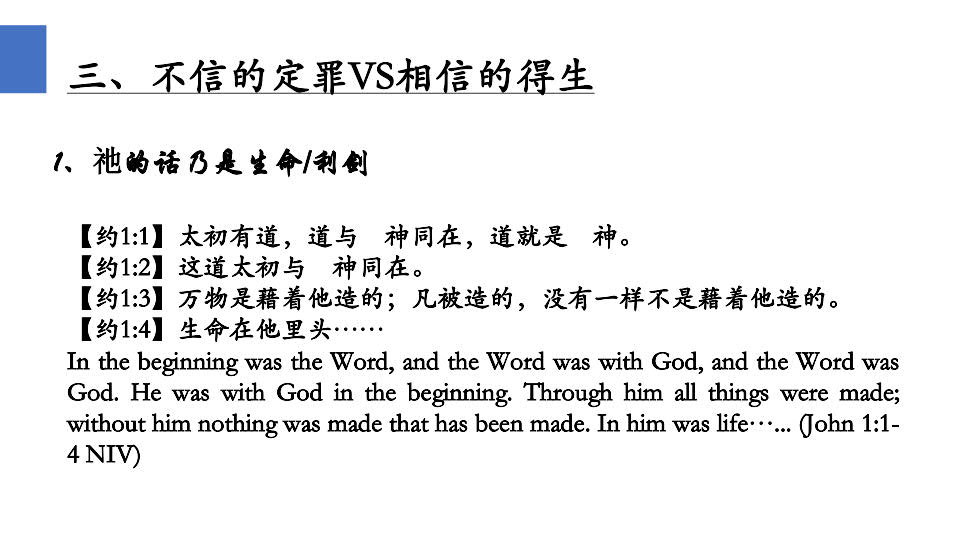 三、不信的定罪VS相信的得生
1、祂的话乃是生命/利剑
【约1:1】太初有道，道与　神同在，道就是　神。
【约1:2】这道太初与　神同在。
【约1:3】万物是藉着他造的；凡被造的，没有一样不是藉着他造的。
【约1:4】生命在他里头……
In the beginning was the Word, and the Word was with God, and the Word was
God. He was with God in the beginning. Through him all things were made;
without him nothing was made that has been made. In him was life…... (John 1:1-
4 NIV)